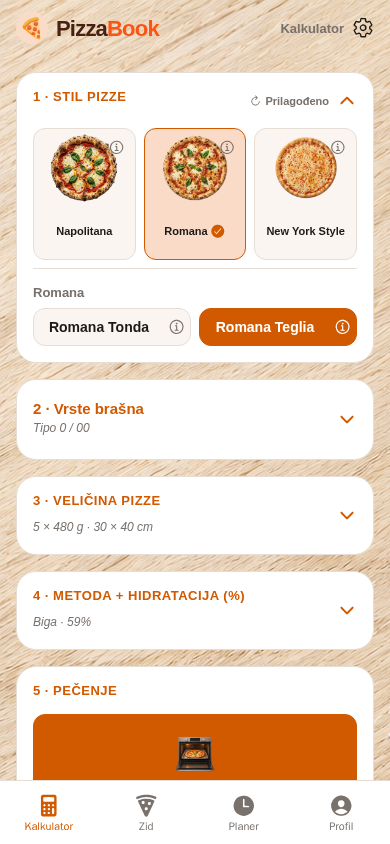 PizzaBook
Kalkulator
1 · STIL PIZZE
Prilagođeno
Napolitana
Romana
New York Style
Romana
Romana Tonda
Romana Teglia
2 · Vrste brašna
Tipo 0 / 00
3 · VELIČINA PIZZE
5 × 480 g · 30 × 40 cm
4 · METODA + HIDRATACIJA (%)
Biga · 59%
5 · PEČENJE
Kalkulator
Zid
Planer
Profil